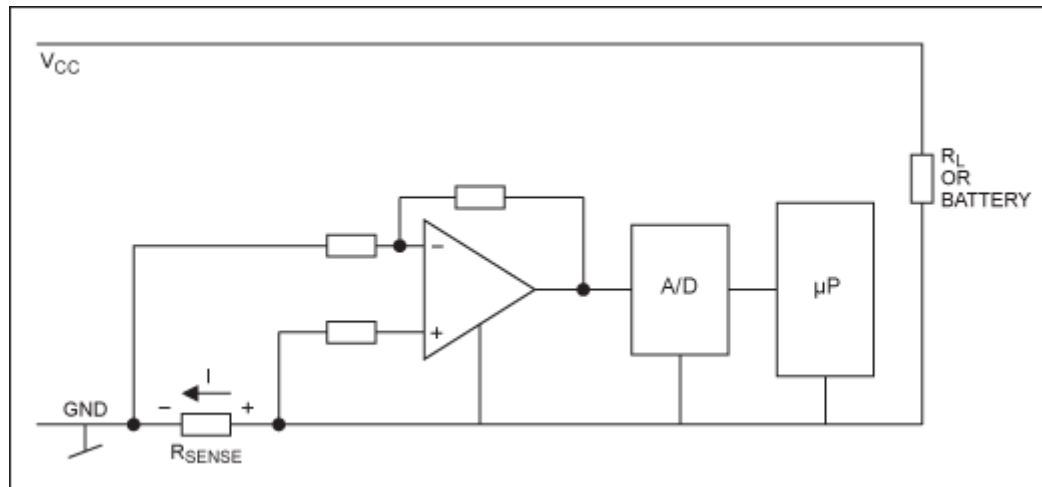 VCC
RL
OR
BATTERY
−
+
A/D
µP
I
GND
−
+
RSENSE